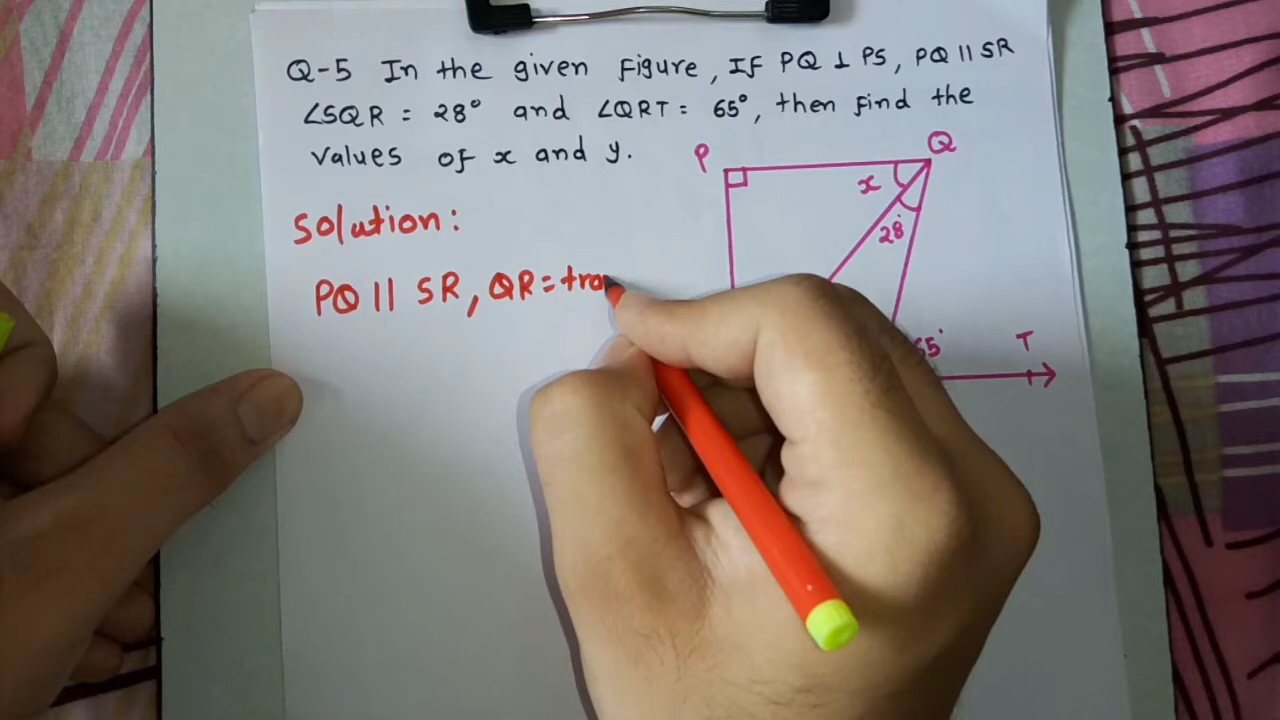 Q-5 In the given Figure, IF PQ ⊥ PS, PQ || SR
∠SQR = 28° and ∠QRT = 65°, then find the
values of x and y.
P
Q
x
28°
Solution:
PQ || SR, QR = tra
65°
T